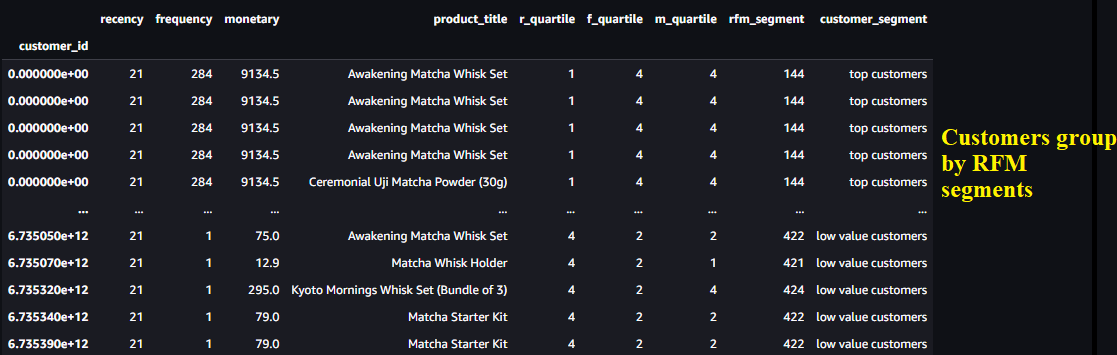 recency frequency monetary product_title r_quartile f_quartile m_quartile rfm_segment customer_segment
customer_id
0.000000e+00 21 284 9134.5 Awakening Matcha Whisk Set 1 4 4 144 top customers
0.000000e+00 21 284 9134.5 Awakening Matcha Whisk Set 1 4 4 144 top customers
0.000000e+00 21 284 9134.5 Awakening Matcha Whisk Set 1 4 4 144 top customers
0.000000e+00 21 284 9134.5 Awakening Matcha Whisk Set 1 4 4 144 top customers
0.000000e+00 21 284 9134.5 Ceremonial Uji Matcha Powder (30g) 1 4 4 144 top customers
... ... ... ... ... ... ... ... ... ...
6.735050e+12 21 1 75.0 Awakening Matcha Whisk Set 4 2 2 422 low value customers
6.735070e+12 21 1 12.9 Matcha Whisk Holder 4 2 1 421 low value customers
6.735320e+12 21 1 295.0 Kyoto Mornings Whisk Set (Bundle of 3) 4 2 4 424 low value customers
6.735340e+12 21 1 79.0 Matcha Starter Kit 4 2 2 422 low value customers
6.735390e+12 21 1 79.0 Matcha Starter Kit 4 2 2 422 low value customers
Customers group
by RFM
segments